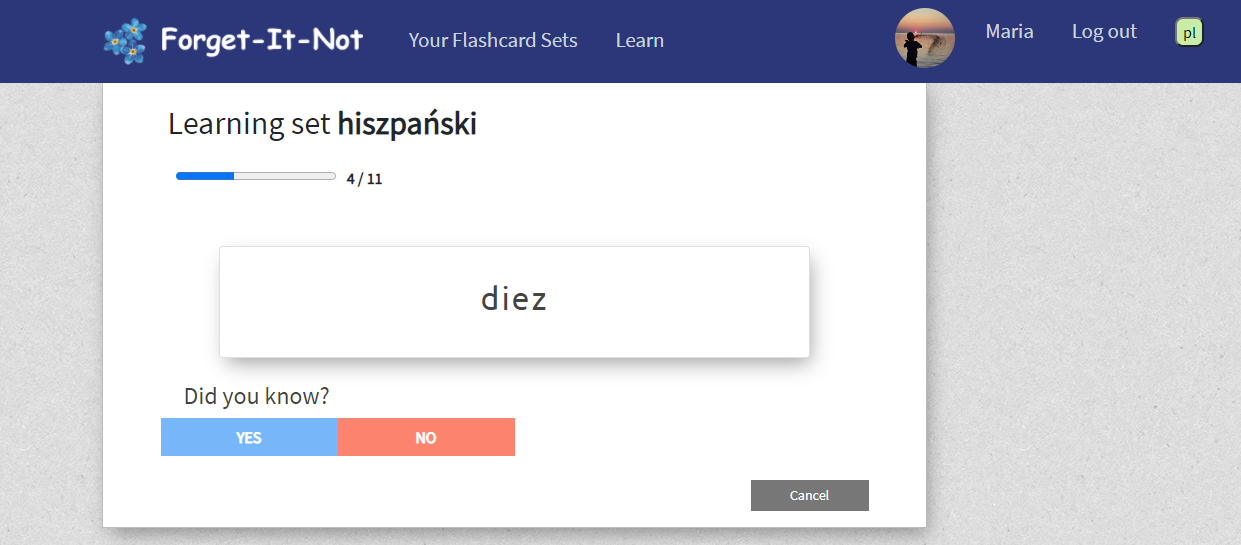 Forget-It-Not Your Flashcard Sets Learn Maria Log out pl
Learning set hiszpański
4 / 11
diez
Did you know?
YES NO
Cancel